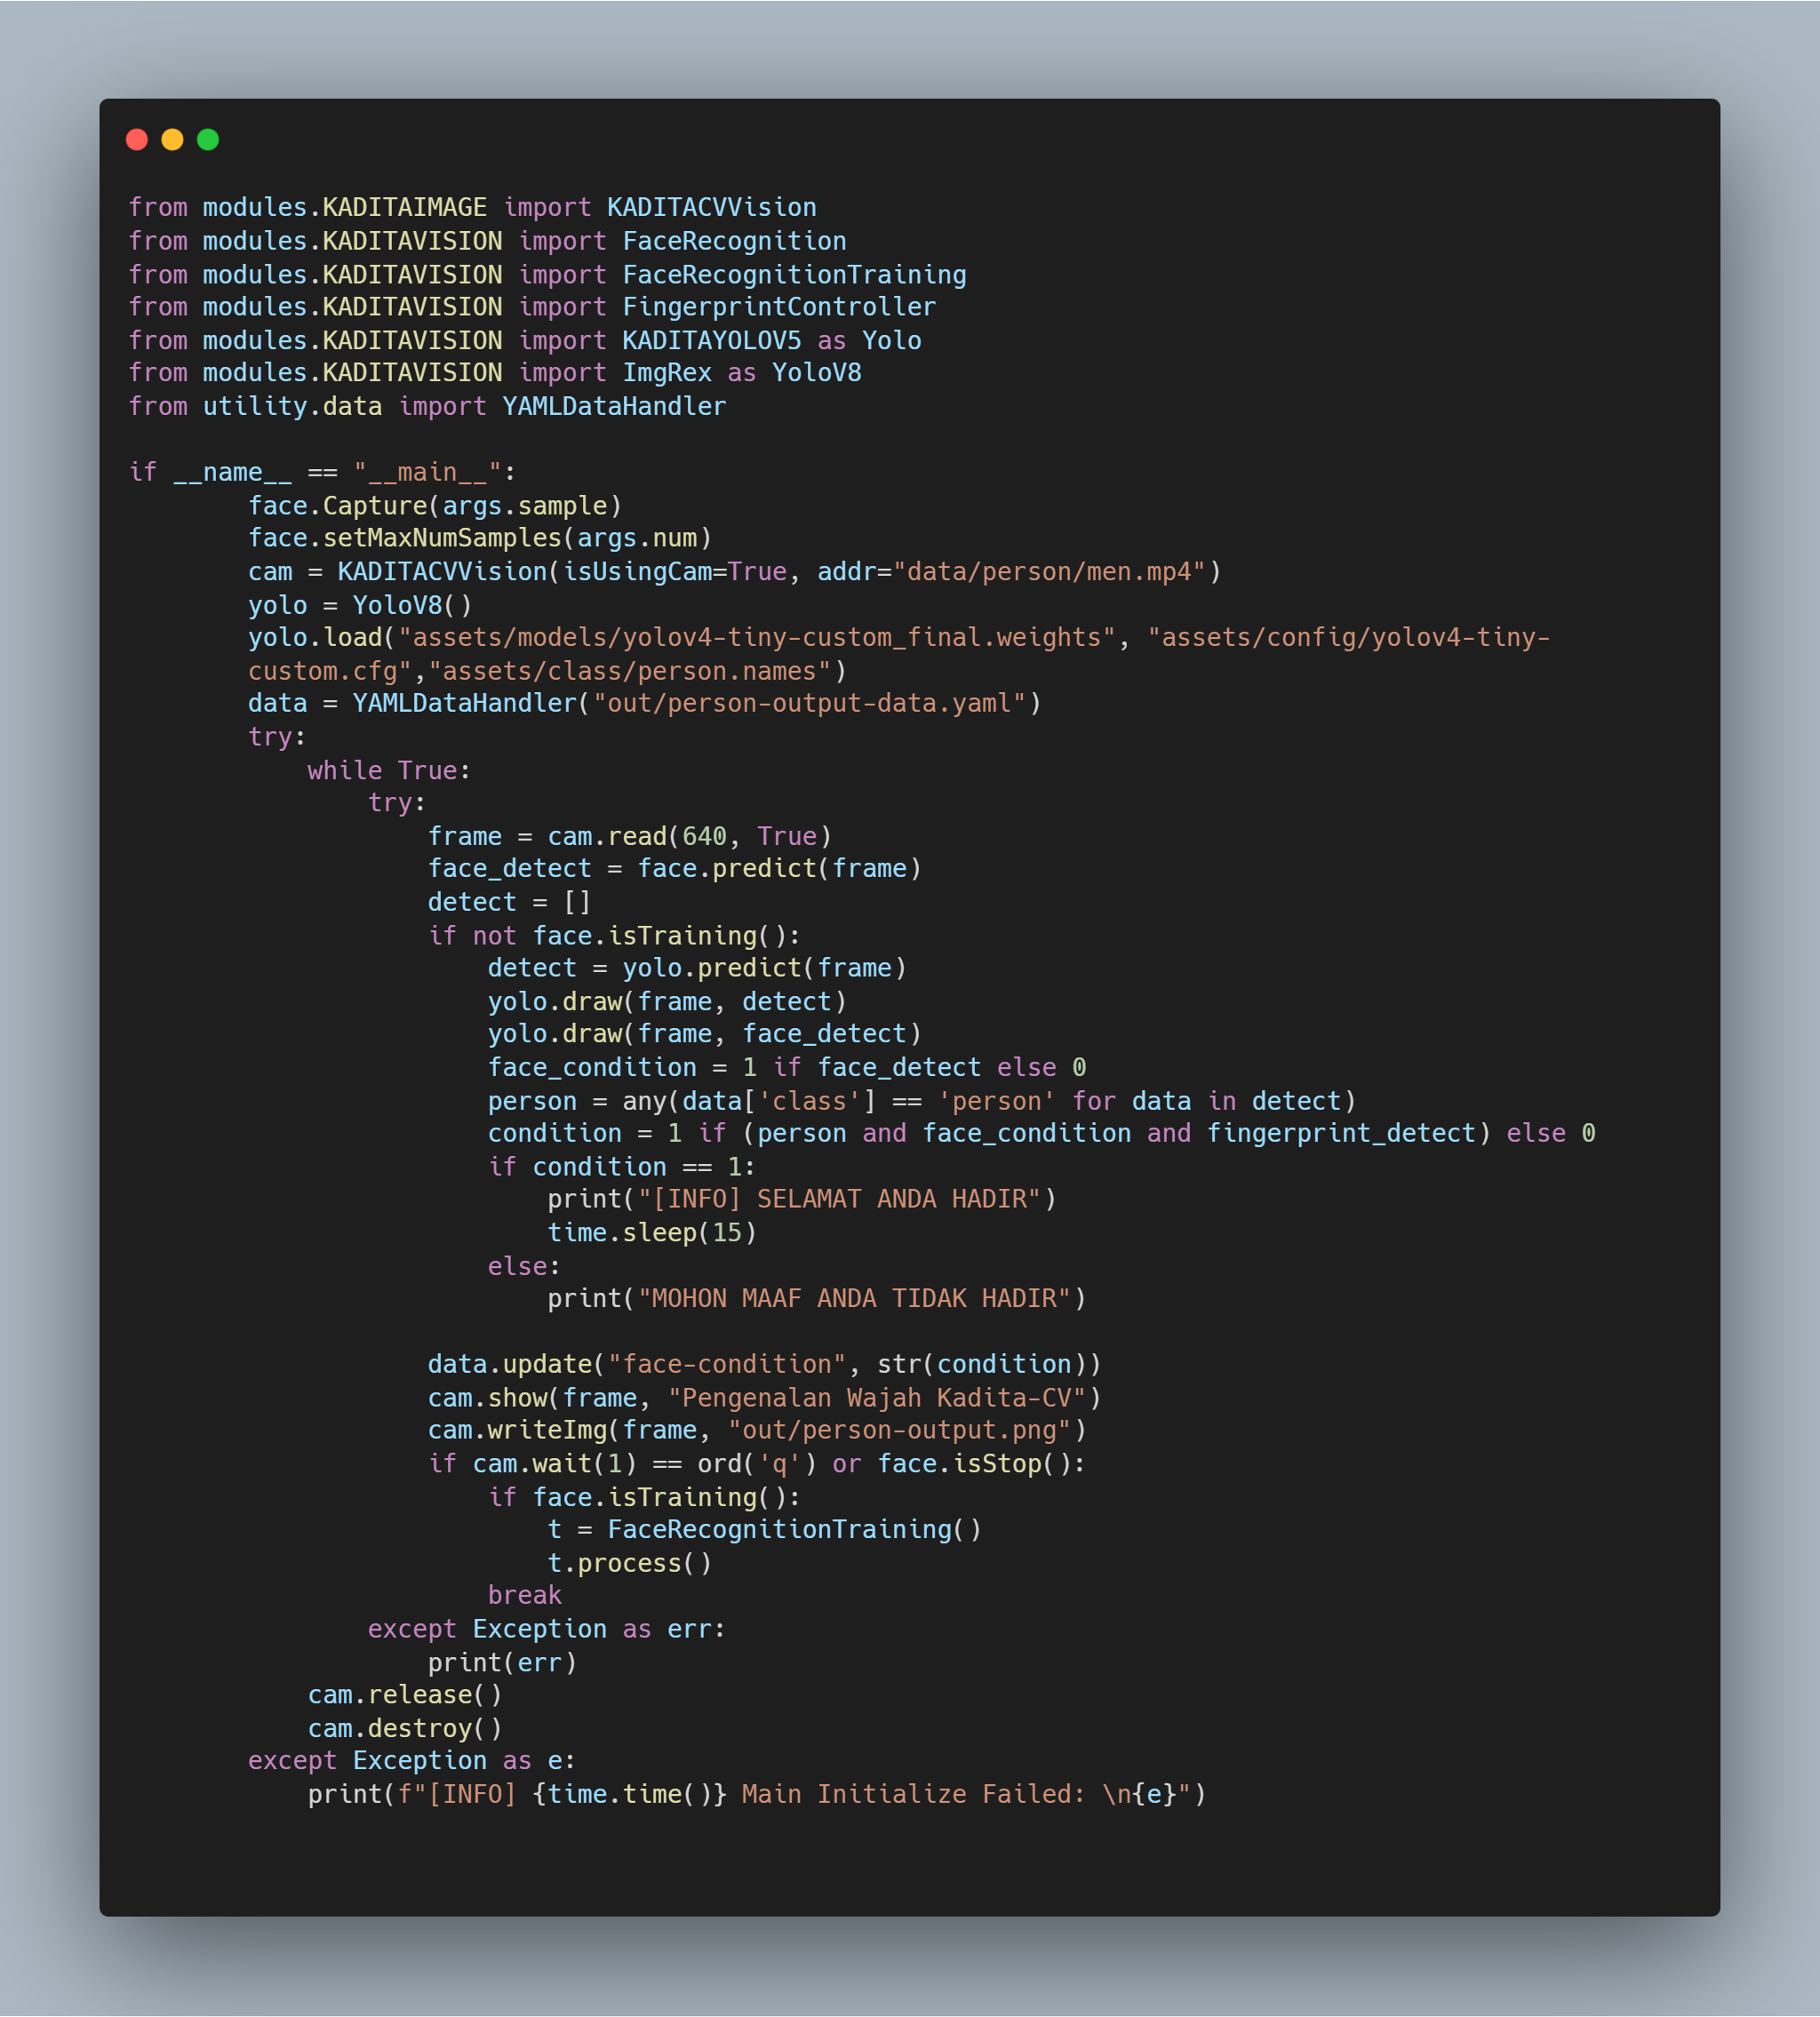 from modules.KADITAIMAGE import KADITACVVision
from modules.KADITAVISION import FaceRecognition
from modules.KADITAVISION import FaceRecognitionTraining
from modules.KADITAVISION import FingerprintController
from modules.KADITAVISION import KADITAYOLOV5 as Yolo
from modules.KADITAVISION import ImgRex as YoloV8
from utility.data import YAMLDataHandler

if __name__ == "__main__":
        face.Capture(args.sample)
        face.setMaxNumSamples(args.num)
        cam = KADITACVVision(isUsingCam=True, addr="data/person/men.mp4")
        yolo = YoloV8()
        yolo.load("assets/models/yolov4-tiny-custom_final.weights", "assets/config/yolov4-tiny-
        custom.cfg","assets/class/person.names")
        data = YAMLDataHandler("out/person-output-data.yaml")
        try:
            while True:
                try:
                    frame = cam.read(640, True)
                    face_detect = face.predict(frame)
                    detect = []
                    if not face.isTraining():
                        detect = yolo.predict(frame)
                        yolo.draw(frame, detect)
                        yolo.draw(frame, face_detect)
                        face_condition = 1 if face_detect else 0
                        person = any(data['class'] == 'person' for data in detect)
                        condition = 1 if (person and face_condition and fingerprint_detect) else 0
                        if condition == 1:
                            print("[INFO] SELAMAT ANDA HADIR")
                            time.sleep(15)
                        else:
                            print("MOHON MAAF ANDA TIDAK HADIR")

                    data.update("face-condition", str(condition))
                    cam.show(frame, "Pengenalan Wajah Kadita-CV")
                    cam.writeImg(frame, "out/person-output.png")
                    if cam.wait(1) == ord('q') or face.isStop():
                        if face.isTraining():
                            t = FaceRecognitionTraining()
                            t.process()
                        break
                except Exception as err:
                    print(err)
            cam.release()
            cam.destroy()
        except Exception as e:
            print(f"[INFO] {time.time()} Main Initialize Failed: \n{e}")